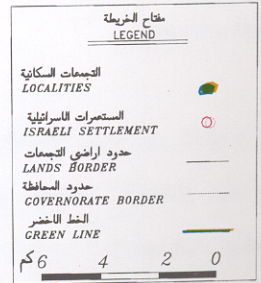 مفتاح الخريطة
LEGEND
التجمعات السكانية
LOCALITIES
المستعمرات الاسرائيلية
ISRAELI SETTLEMENT
حدود اراضي التجمعات
LANDS BORDER
حدود المحافظة
GOVERNORATE BORDER
الخط الاخضر
GREEN LINE
كم 6 4 2 0